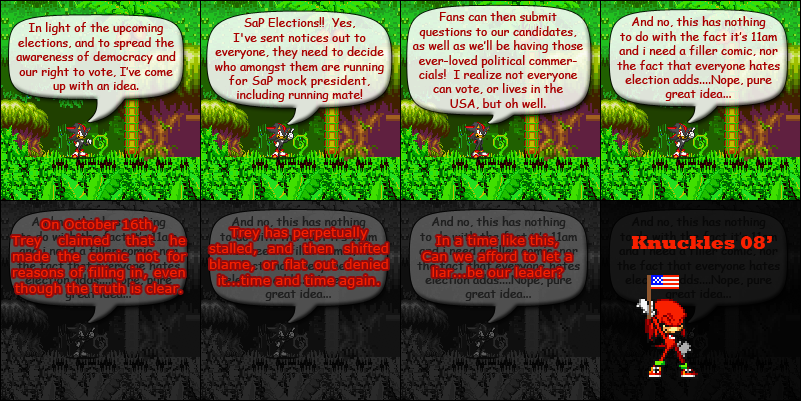 In light of the upcoming
elections, and to spread the
awareness of democracy and
our right to vote, I've come
up with an idea.
SaP Elections!!  Yes,
I've sent notices out to
everyone, they need to decide
who amongst them are running
for SaP mock president,
including running mate!
Fans can then submit
questions to our candidates,
as well as we'll be having those
ever-loved political commer-
cials!  I realize not everyone
can vote, or lives in the
USA, but oh well.
And no, this has nothing
to do with the fact it's 11am
and i need a filler comic, nor
the fact that everyone hates
election adds....Nope, pure
great idea...
On October 16th,
Trey claimed that he
made the comic not for
reasons of filling in, even
though the truth is clear.
Trey has perpetually
stalled, and then shifted
blame, or flat out denied
it...time and time again.
In a time like this,
Can we afford to let a
liar....be our leader?
Knuckles 08'